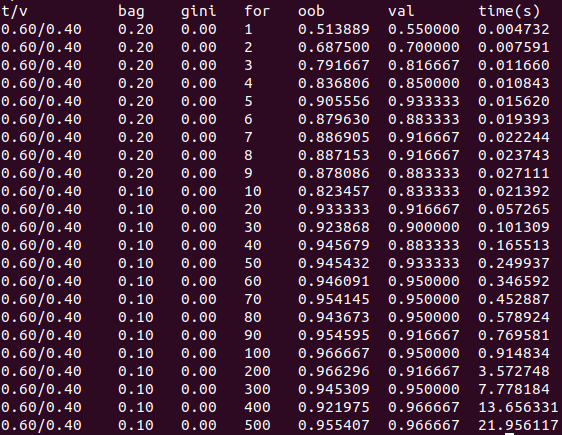 t/v bag gini for oob val time(s)
0.60/0.40 0.20 0.00 1 0.513889 0.550000 0.004732
0.60/0.40 0.20 0.00 2 0.687500 0.700000 0.007591
0.60/0.40 0.20 0.00 3 0.791667 0.816667 0.011660
0.60/0.40 0.20 0.00 4 0.836806 0.850000 0.010843
0.60/0.40 0.20 0.00 5 0.905556 0.933333 0.015620
0.60/0.40 0.20 0.00 6 0.879630 0.883333 0.019393
0.60/0.40 0.20 0.00 7 0.886905 0.916667 0.022244
0.60/0.40 0.20 0.00 8 0.887153 0.916667 0.023743
0.60/0.40 0.20 0.00 9 0.878086 0.883333 0.027111
0.60/0.40 0.10 0.00 10 0.823457 0.833333 0.021392
0.60/0.40 0.10 0.00 20 0.933333 0.916667 0.057265
0.60/0.40 0.10 0.00 30 0.923868 0.900000 0.101309
0.60/0.40 0.10 0.00 40 0.945679 0.883333 0.165513
0.60/0.40 0.10 0.00 50 0.945432 0.933333 0.249937
0.60/0.40 0.10 0.00 60 0.946091 0.950000 0.346592
0.60/0.40 0.10 0.00 70 0.954145 0.950000 0.452887
0.60/0.40 0.10 0.00 80 0.943673 0.950000 0.578924
0.60/0.40 0.10 0.00 90 0.954595 0.916667 0.769581
0.60/0.40 0.10 0.00 100 0.966667 0.950000 0.914834
0.60/0.40 0.10 0.00 200 0.966296 0.916667 3.572748
0.60/0.40 0.10 0.00 300 0.945309 0.950000 7.778184
0.60/0.40 0.10 0.00 400 0.921975 0.966667 13.656331
0.60/0.40 0.10 0.00 500 0.955407 0.966667 21.956117